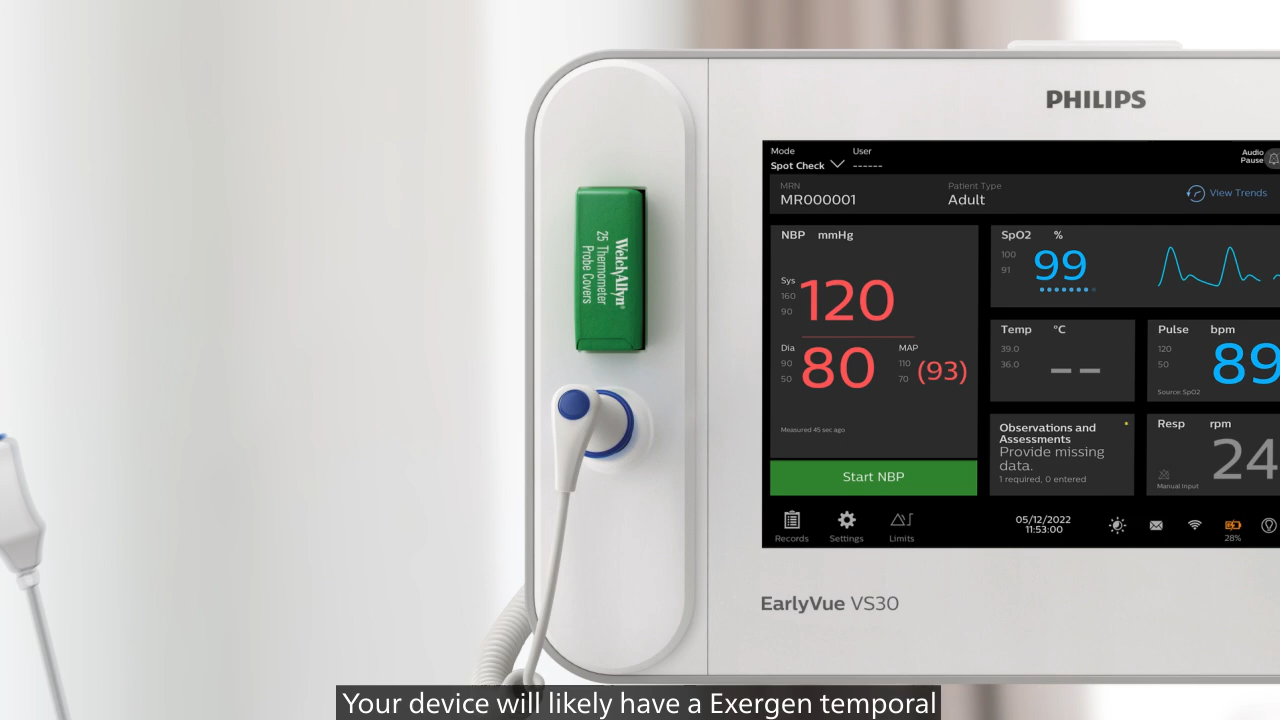 PHILIPS
Mode
User
Spot Check
------
Audio
Pause
MRN
MR000001
Patient Type
Adult
View Trends
NBP mmHg
Sys
160
90
120
Dia
90
50
80
MAP
110
70
(93)
Measured 45 sec ago
Start NBP
SpO2 %
100
91
99
Temp °C
39.0
36.0
-- --
Pulse bpm
120
50
89
Source: SpO2
Observations and
Assessments
Provide missing
data.
1 required, 0 entered
Resp rpm
24
Manual Input
Records
Settings
Limits
05/12/2022
11:53:00
28%
WelchAllyn®
25 Thermometer
Probe Covers
EarlyVue VS30
Your device will likely have a Exergen temporal